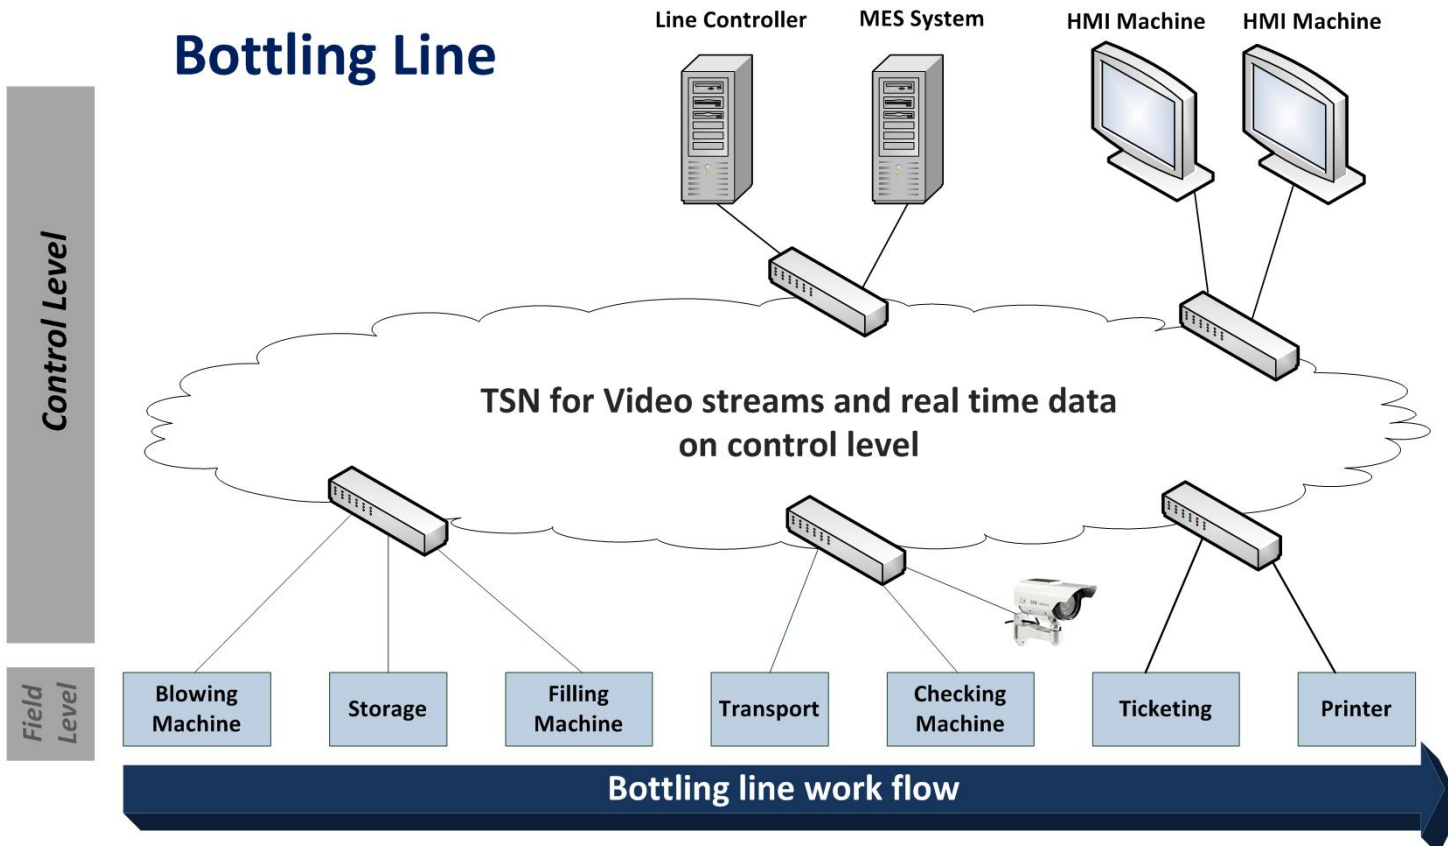 Bottling Line
Line Controller
MES System
HMI Machine
HMI Machine
Control Level
TSN for Video streams and real time data
on control level
Field
Level
Blowing
Machine
Storage
Filling
Machine
Transport
Checking
Machine
Ticketing
Printer
Bottling line work flow